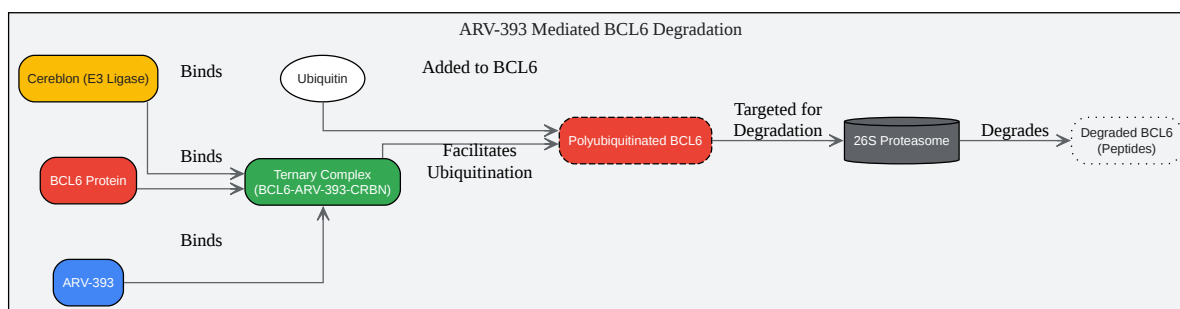 ARV-393 Mediated BCL6 Degradation
Cereblon (E3 Ligase)
Binds
Ubiquitin
Added to BCL6
BCL6 Protein
Binds
Ternary Complex
(BCL6-ARV-393-CRBN)
Facilitates
Ubiquitination
Polyubiquitinated BCL6
Targeted for
Degradation
26S Proteasome
Degrades
Degraded BCL6
(Peptides)
Binds
ARV-393